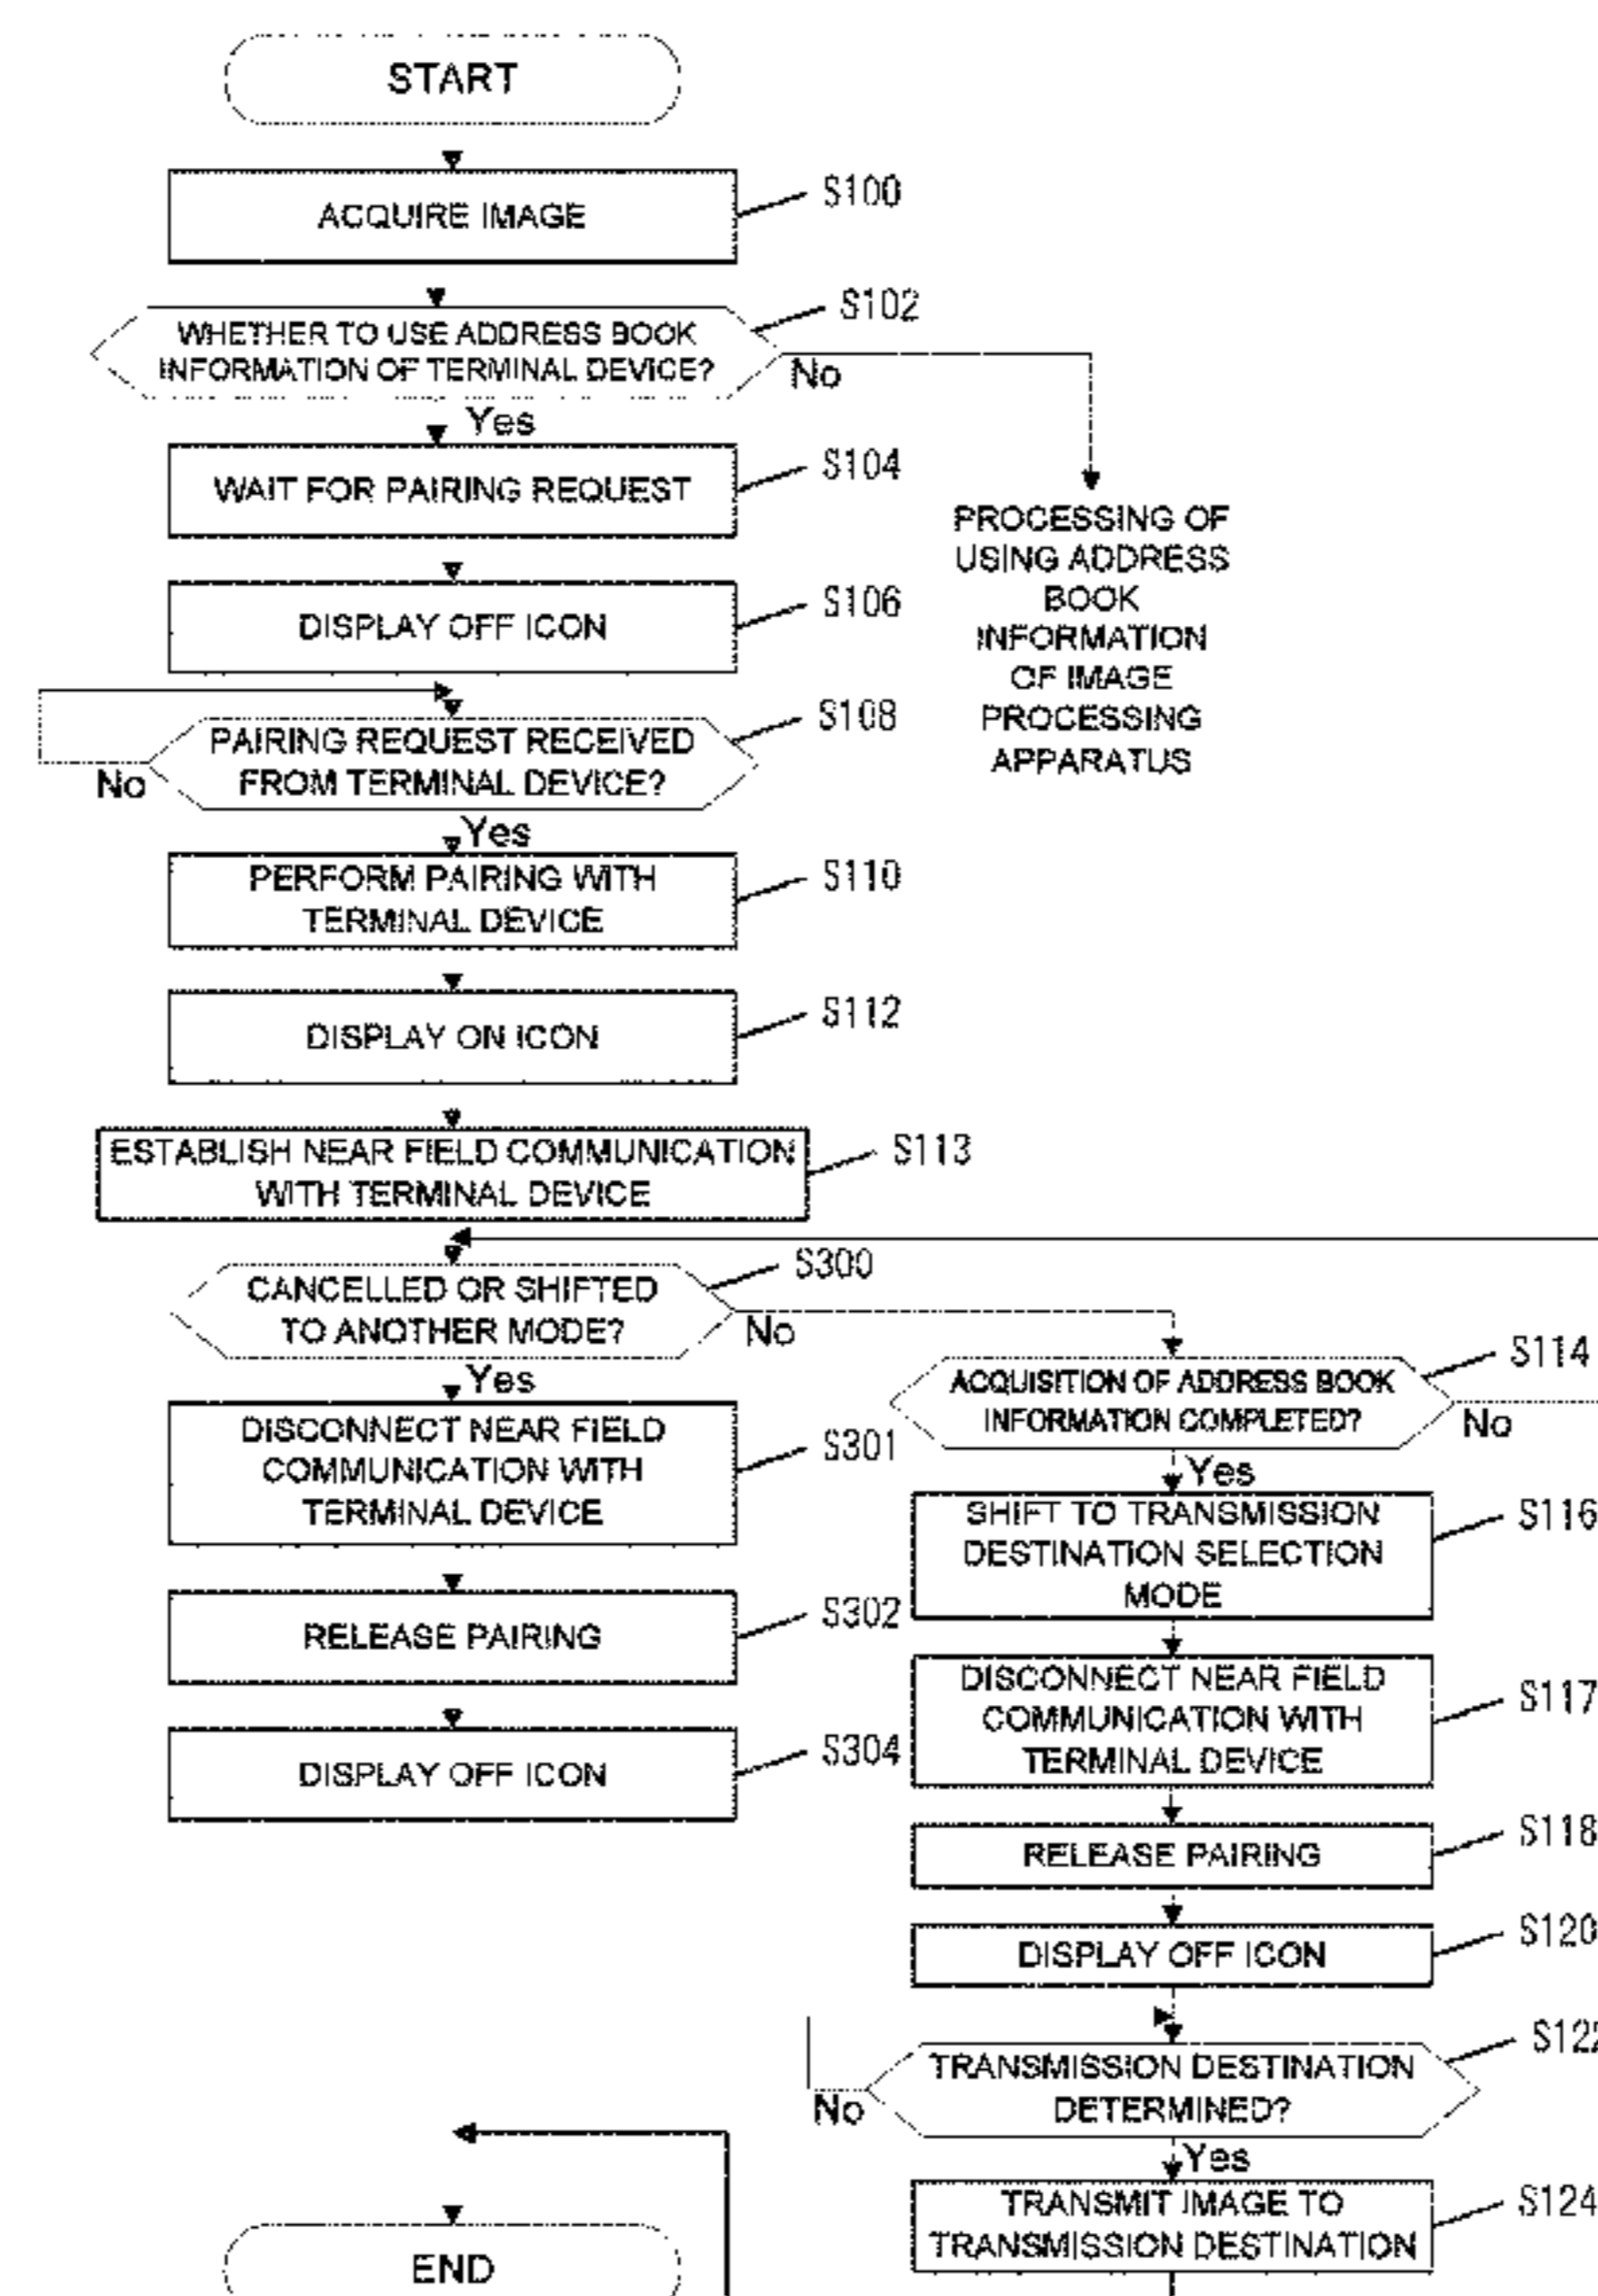 START
ACQUIRE IMAGE
S100
WHETHER TO USE ADDRESS BOOK
INFORMATION OF TERMINAL DEVICE?
S102
No
Yes
WAIT FOR PAIRING REQUEST
S104
PROCESSING OF
USING ADDRESS
BOOK
INFORMATION
OF IMAGE
PROCESSING
APPARATUS
DISPLAY OFF ICON
S106
PAIRING REQUEST RECEIVED
FROM TERMINAL DEVICE?
S108
No
Yes
PERFORM PAIRING WITH
TERMINAL DEVICE
S110
DISPLAY ON ICON
S112
ESTABLISH NEAR FIELD COMMUNICATION
WITH TERMINAL DEVICE
S113
CANCELLED OR SHIFTED
TO ANOTHER MODE?
S300
No
Yes
DISCONNECT NEAR FIELD
COMMUNICATION WITH
TERMINAL DEVICE
S301
RELEASE PAIRING
S302
DISPLAY OFF ICON
S304
ACQUISITION OF ADDRESS BOOK
INFORMATION COMPLETED?
S114
No
Yes
SHIFT TO TRANSMISSION
DESTINATION SELECTION
MODE
S116
DISCONNECT NEAR FIELD
COMMUNICATION WITH
TERMINAL DEVICE
S117
RELEASE PAIRING
S118
DISPLAY OFF ICON
S120
TRANSMISSION DESTINATION
DETERMINED?
S122
No
Yes
TRANSMIT IMAGE TO
TRANSMISSION DESTINATION
S124
END